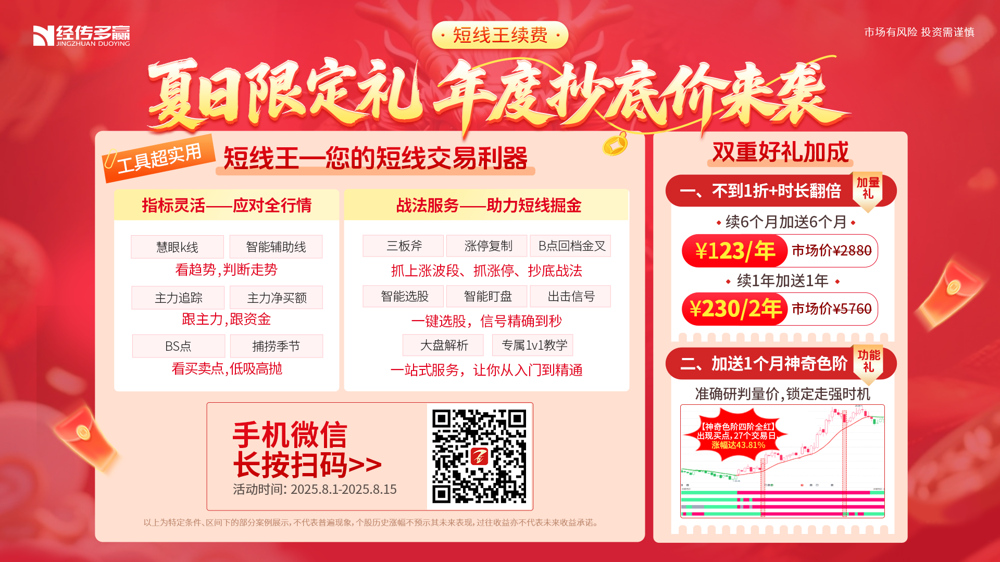 经传多赢
JINGZHUAN DUOYING
· 短线王续费 ·
市场有风险 投资需谨慎
夏日限定礼 年度抄底价来袭
工具超实用
短线王—您的短线交易利器
指标灵活——应对全行情
慧眼k线 智能辅助线
看趋势,判断走势
主力追踪 主力净买额
跟主力,跟资金
BS点 捕捞季节
看买卖点,低吸高抛
战法服务——助力短线掘金
三板斧 涨停复制 B点回档金叉
抓上涨波段、抓涨停、抄底战法
智能选股 智能盯盘 出击信号
一键选股，信号精确到秒
大盘解析 专属1v1教学
一站式服务，让你从入门到精通
手机微信
长按扫码>>
活动时间: 2025.8.1-2025.8.15
以上为特定条件、区间下的部分案例展示,不代表普遍现象,个股历史涨幅不预示其未来表现,过往收益亦不代表未来收益承诺。
双重好礼加成
一、不到1折+时长翻倍
加量
礼
续6个月加送6个月
¥123/年 市场价¥2880
续1年加送1年
¥230/2年 市场价¥5760
二、加送1个月神奇色阶
功能
礼
准确研判量价,锁定走强时机
【神奇色阶四阶全红】
出现买点,27个交易日,
涨幅达43.81%